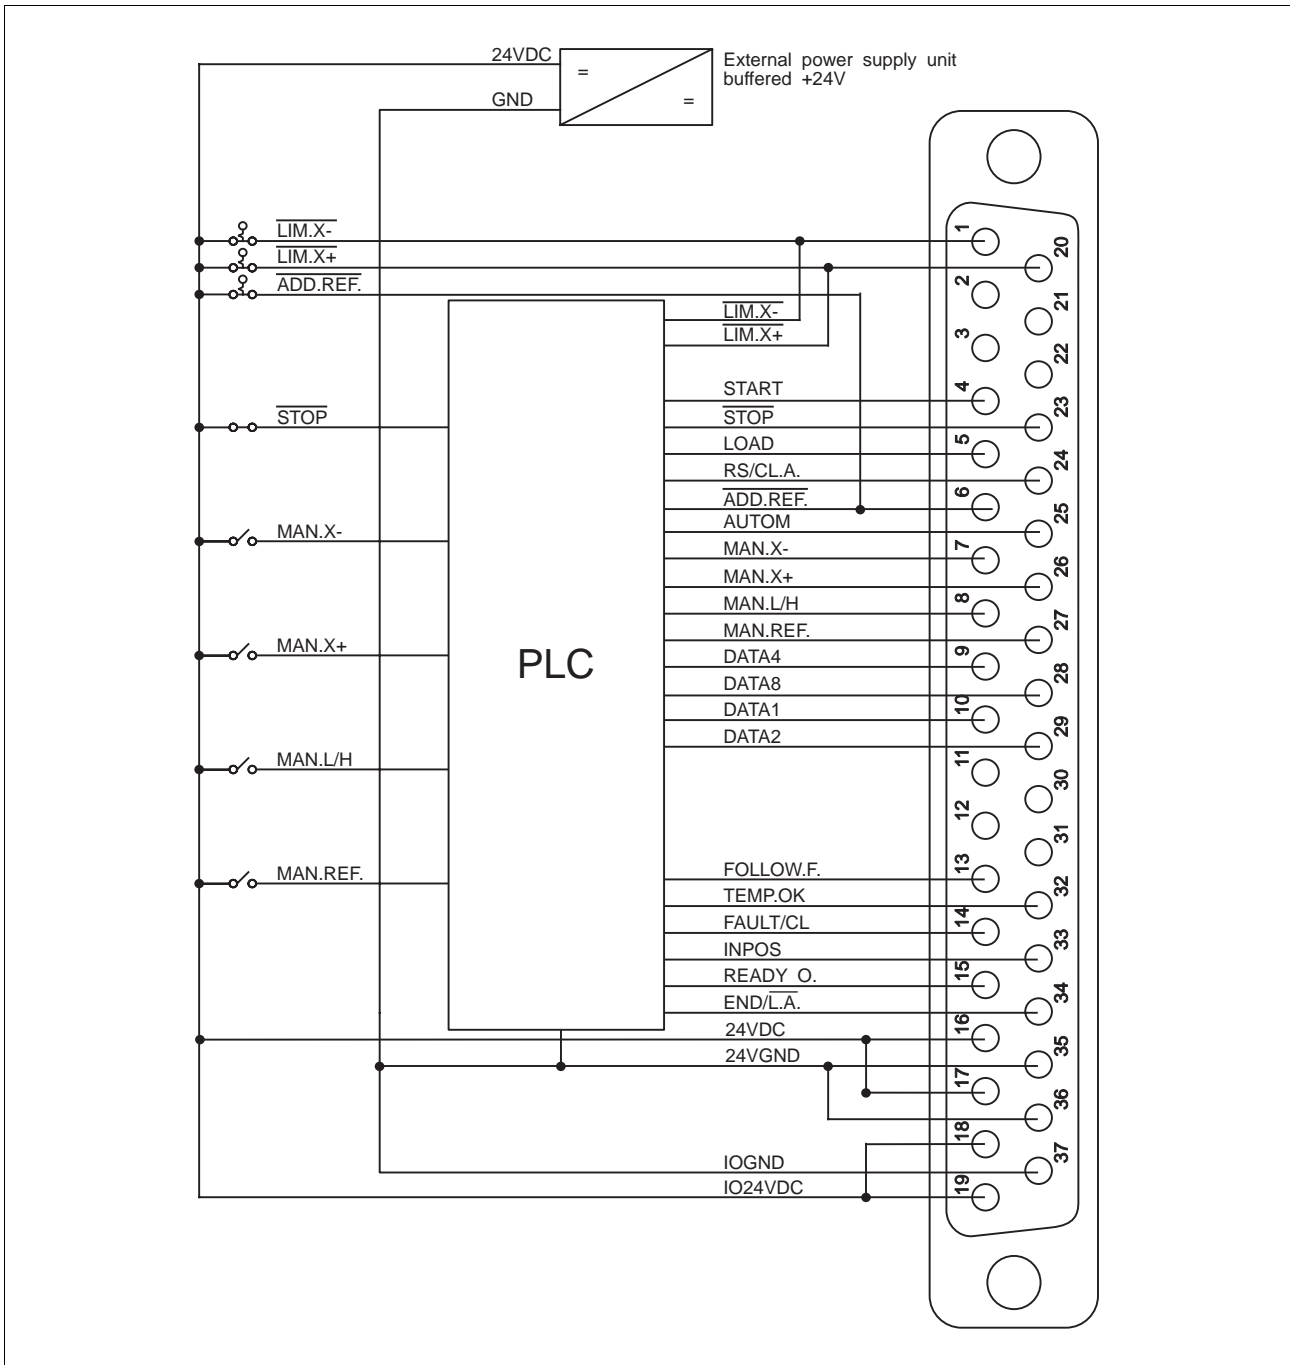 24VDC
GND
=
=
External power supply unit
buffered +24V
LIM.X-
LIM.X+
ADD.REF.
STOP
MAN.X-
MAN.X+
MAN.L/H
MAN.REF.
PLC
LIM.X-
LIM.X+
START
STOP
LOAD
RS/CL.A.
ADD.REF.
AUTOM
MAN.X-
MAN.X+
MAN.L/H
MAN.REF.
DATA4
DATA8
DATA1
DATA2
FOLLOW.F.
TEMP.OK
FAULT/CL
INPOS
READY O.
END/L.A.
24VDC
24VGND
IOGND
IO24VDC
1
2
3
4
5
6
7
8
9
10
11
12
13
14
15
16
17
18
19
20
21
22
23
24
25
26
27
28
29
30
31
32
33
34
35
36
37